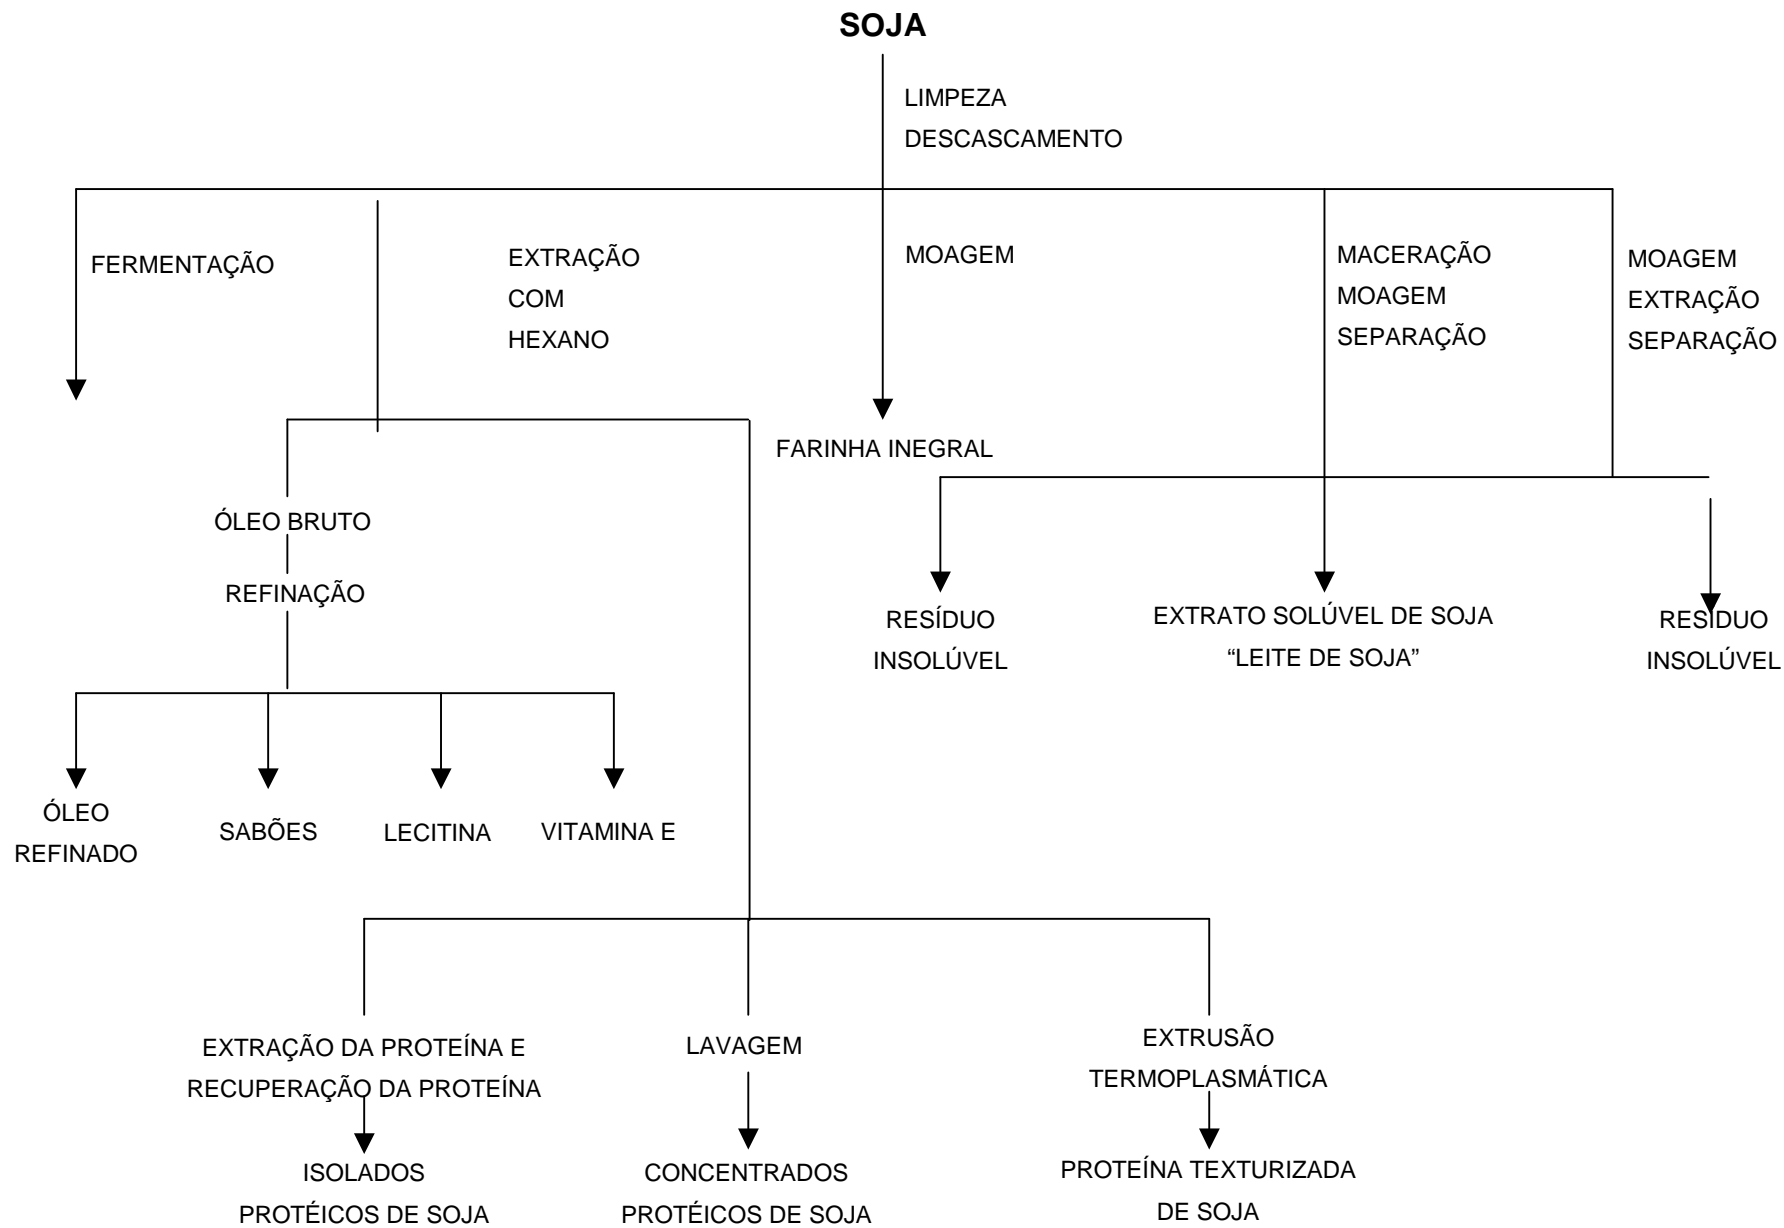 SOJA
LIMPEZA
DESCASCAMENTO
FERMENTAÇÃO
EXTRAÇÃO
COM
HEXANO
MOAGEM
MACERAÇÃO
MOAGEM
SEPARAÇÃO
MOAGEM
EXTRAÇÃO
SEPARAÇÃO
FARINHA INEGRAL
ÓLEO BRUTO
REFINAÇÃO
RESÍDUO
INSOLÚVEL
EXTRATO SOLÚVEL DE SOJA
“LEITE DE SOJA”
RESÍDUO
INSOLÚVEL
ÓLEO
REFINADO
SABÕES
LECITINA
VITAMINA E
EXTRAÇÃO DA PROTEÍNA E
RECUPERAÇÃO DA PROTEÍNA
LAVAGEM
EXTRUSÃO
TERMOPLASMÁTICA
ISOLADOS
PROTÉICOS DE SOJA
CONCENTRADOS
PROTÉICOS DE SOJA
PROTEÍNA TEXTURIZADA
DE SOJA